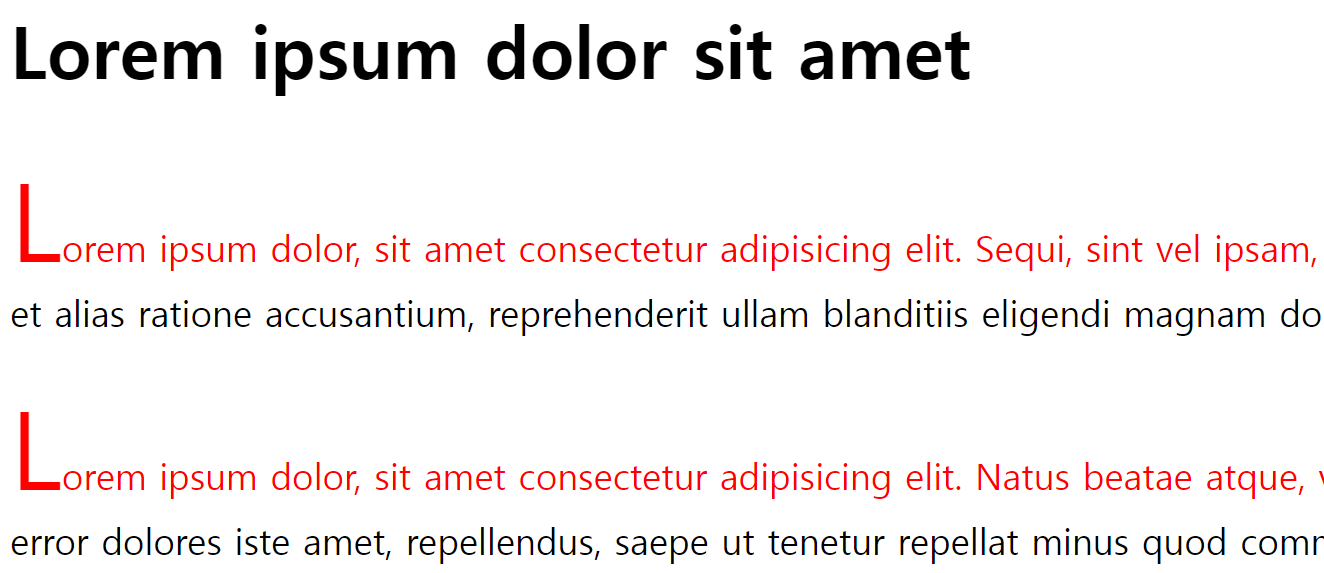 Lorem ipsum dolor sit amet
Lorem ipsum dolor, sit amet consectetur adipisicing elit. Sequi, sint vel ipsam,
et alias ratione accusantium, reprehenderit ullam blanditiis eligendi magnam do
Lorem ipsum dolor, sit amet consectetur adipisicing elit. Natus beatae atque,
error dolores iste amet, repellendus, saepe ut tenetur repellat minus quod